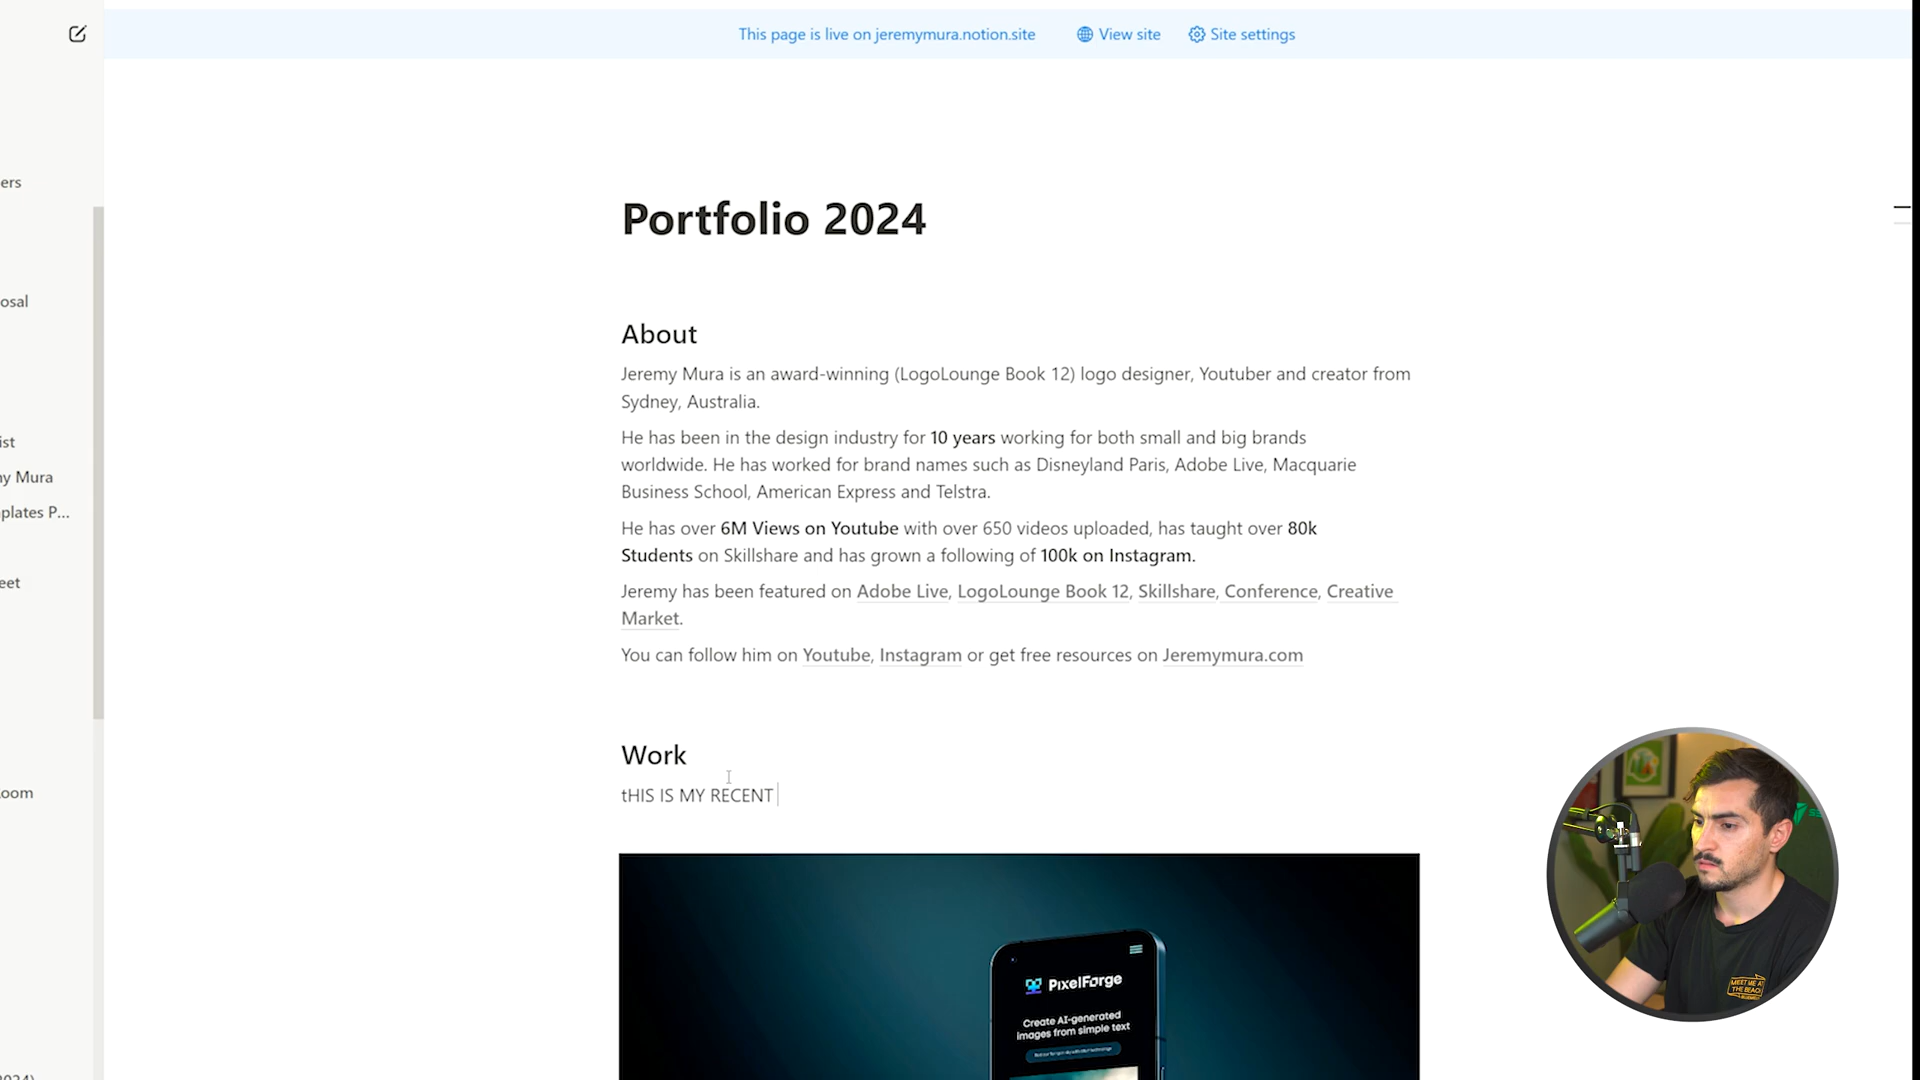 This page is live on jeremymura.notion.site View site Site settings
ers
Portfolio 2024
osal
About
Jeremy Mura is an award-winning (LogoLounge Book 12) logo designer, Youtuber and creator from
Sydney, Australia.
He has been in the design industry for 10 years working for both small and big brands
worldwide. He has worked for brand names such as Disneyland Paris, Adobe Live, Macquarie
Business School, American Express and Telstra.
ist
ny Mura
plates P...
He has over 6M Views on Youtube with over 650 videos uploaded, has taught over 80k
Students on Skillshare and has grown a following of 100k on Instagram.
eet
Jeremy has been featured on Adobe Live, LogoLounge Book 12, Skillshare, Conference, Creative
Market.
You can follow him on Youtube, Instagram or get free resources on Jeremymura.com
Work
tHIS IS MY RECENT
oom
PixelForge
Create AI-generated
images from simple text
MEET ME AT
THE BEACH
2024)